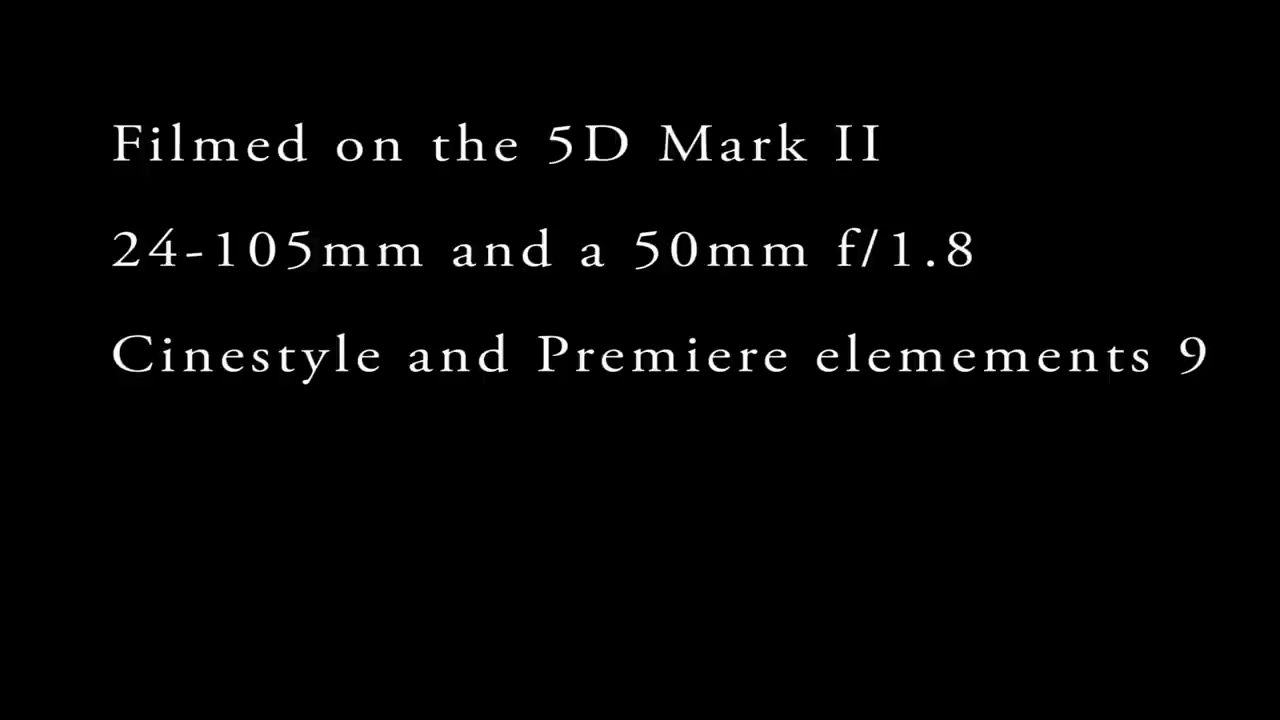 Filmed on the 5D Mark II
24-105mm and a 50mm f/1.8
Cinestyle and Premiere elemements 9